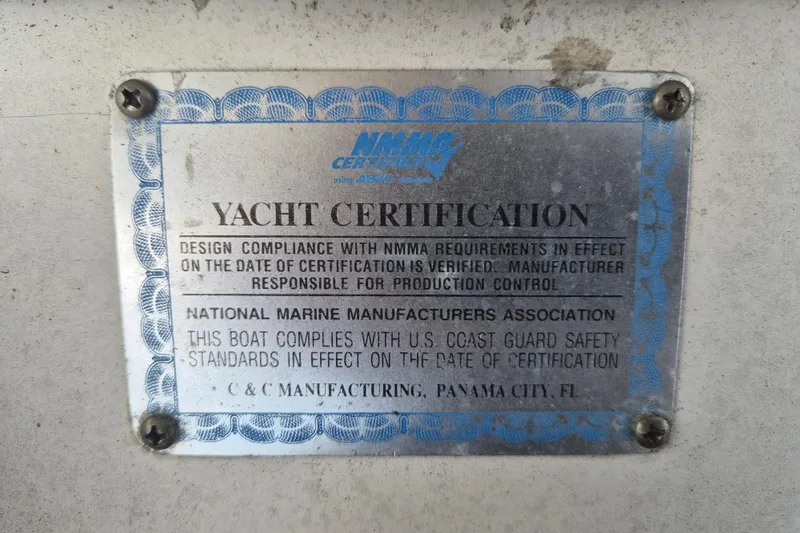 NMMA
CERTIFIED
using ABYC
YACHT CERTIFICATION
DESIGN COMPLIANCE WITH NMMA REQUIREMENTS IN EFFECT
ON THE DATE OF CERTIFICATION IS VERIFIED. MANUFACTURER
RESPONSIBLE FOR PRODUCTION CONTROL
NATIONAL MARINE MANUFACTURERS ASSOCIATION
THIS BOAT COMPLIES WITH U.S. COAST GUARD SAFETY
STANDARDS IN EFFECT ON THE DATE OF CERTIFICATION
C & C MANUFACTURING, PANAMA CITY, FL